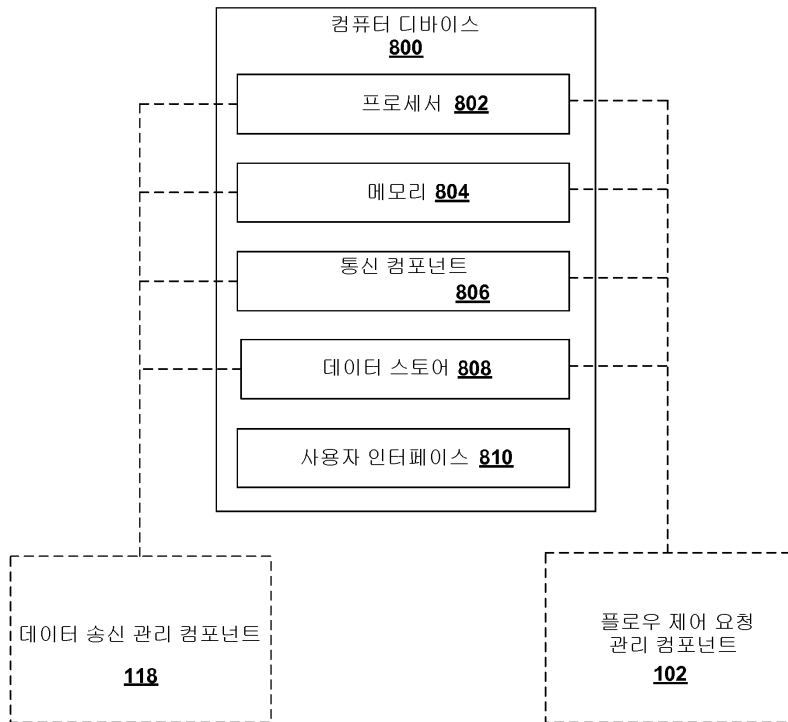 컴퓨터 디바이스
800
프로세서 802
메모리 804
통신 컴포넌트
806
데이터 스토어 808
사용자 인터페이스 810
데이터 송신 관리 컴포넌트
118
플로우 제어 요청
관리 컴포넌트
102